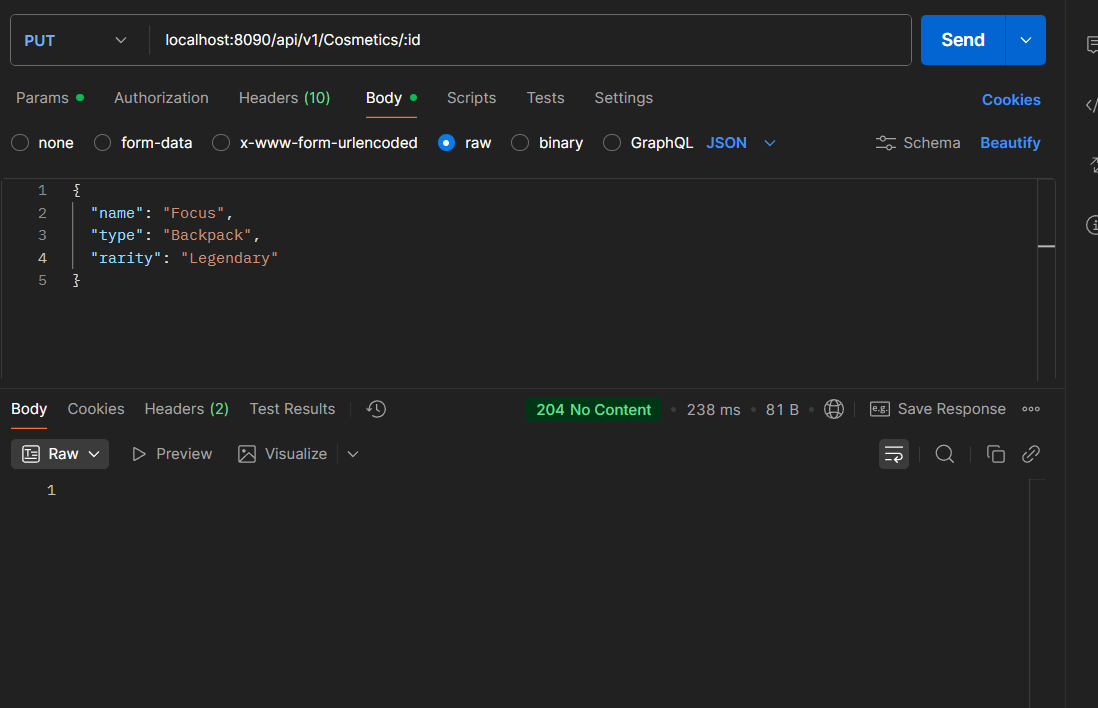 PUT localhost:8090/api/v1/Cosmetics/:id Send
Params Authorization Headers (10) Body Scripts Tests Settings Cookies
none form-data x-www-form-urlencoded raw binary GraphQL JSON Schema Beautify
1 {
2 "name": "Focus",
3 "type": "Backpack",
4 "rarity": "Legendary"
5 }
Body Cookies Headers (2) Test Results 204 No Content 238 ms 81 B e.g. Save Response
Raw Preview Visualize
1